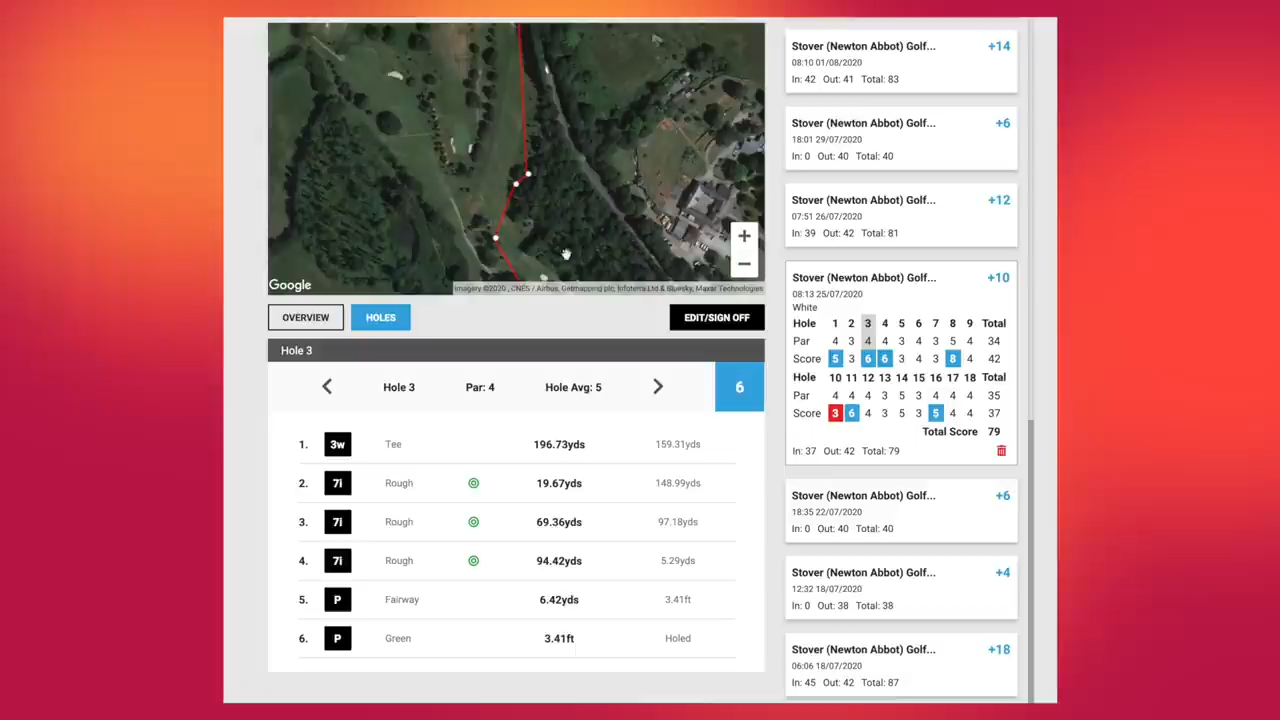 Google
Imagery ©2020 , CNES / Airbus, Getmapping plc, Infoterra Ltd & Bluesky, Maxar Technologies
+
−
OVERVIEW
HOLES
EDIT/SIGN OFF
Hole 3
Hole 3 Par: 4 Hole Avg: 5 6
1. 3w Tee 196.73yds 159.31yds
2. 7i Rough 19.67yds 148.99yds
3. 7i Rough 69.36yds 97.18yds
4. 7i Rough 94.42yds 5.29yds
5. P Fairway 6.42yds 3.41ft
6. P Green 3.41ft Holed
Stover (Newton Abbot) Golf... +14
08:10 01/08/2020
In: 42 Out: 41 Total: 83
Stover (Newton Abbot) Golf... +6
18:01 29/07/2020
In: 0 Out: 40 Total: 40
Stover (Newton Abbot) Golf... +12
07:51 26/07/2020
In: 39 Out: 42 Total: 81
Stover (Newton Abbot) Golf... +10
08:13 25/07/2020
White
Hole 1 2 3 4 5 6 7 8 9 Total
Par 4 3 4 4 3 4 3 5 4 34
Score 5 3 6 6 3 4 3 8 4 42
Hole 10 11 12 13 14 15 16 17 18 Total
Par 4 4 4 3 5 3 4 4 4 35
Score 3 6 4 3 5 3 5 4 4 37
Total Score 79
In: 37 Out: 42 Total: 79
Stover (Newton Abbot) Golf... +6
18:35 22/07/2020
In: 0 Out: 40 Total: 40
Stover (Newton Abbot) Golf... +4
12:32 18/07/2020
In: 0 Out: 38 Total: 38
Stover (Newton Abbot) Golf... +18
06:06 18/07/2020
In: 45 Out: 42 Total: 87